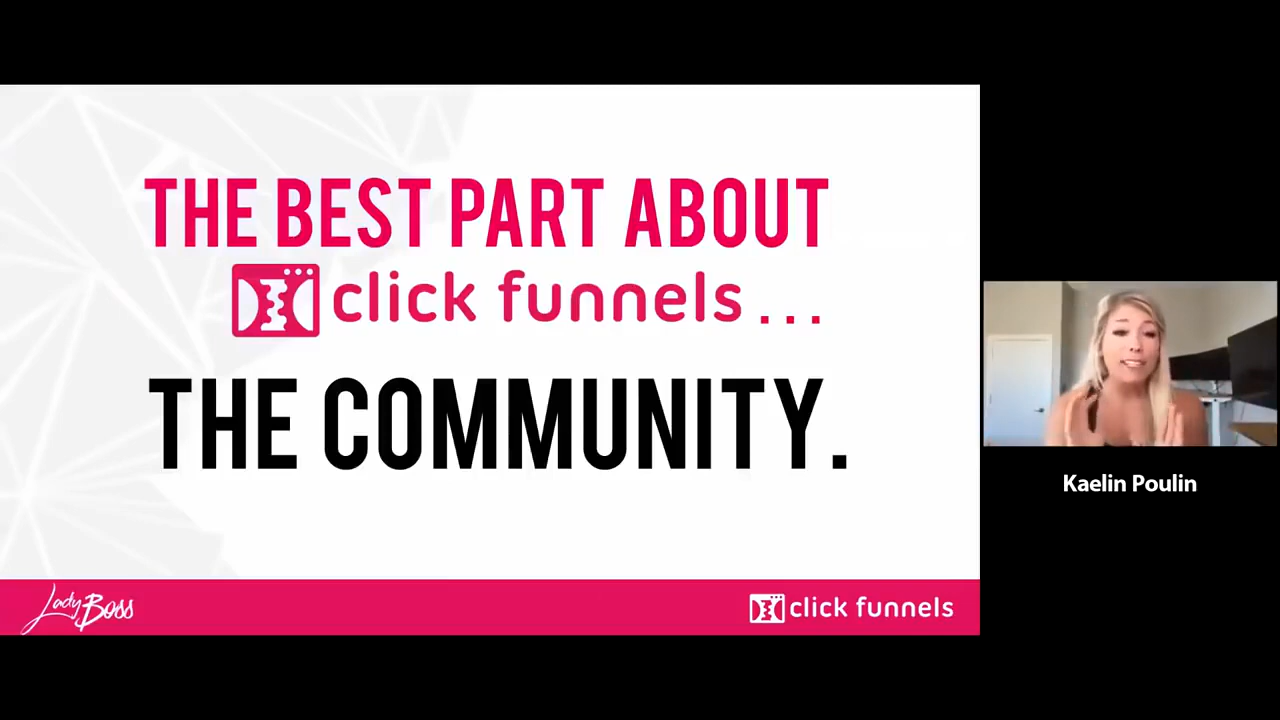 THE BEST PART ABOUT
click funnels ...
THE COMMUNITY.
Kaelin Poulin
LadyBoss
click funnels